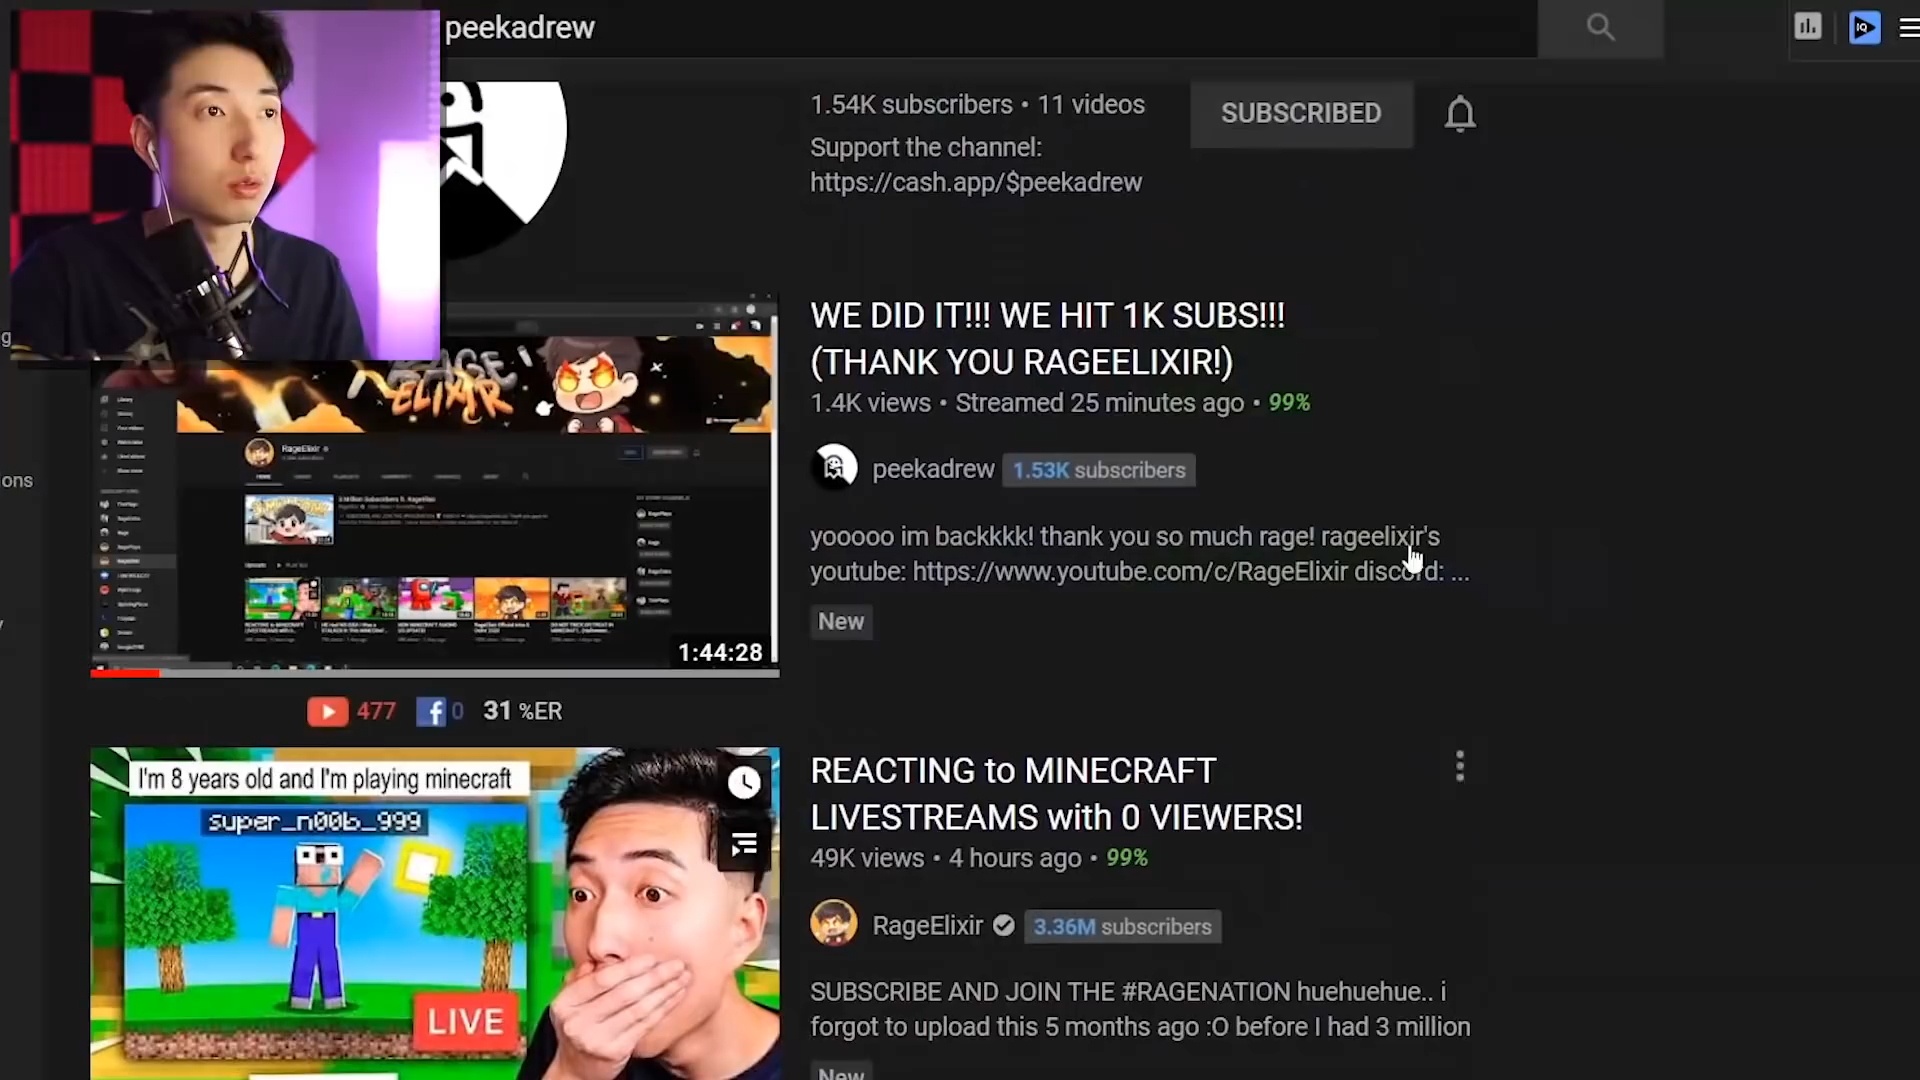 peekadrew
IQ
1.54K subscribers • 11 videos
SUBSCRIBED
Support the channel:
https://cash.app/$peekadrew
RAGE
ELIXIR
RageElixir
WE DID IT!!! WE HIT 1K SUBS!!!
(THANK YOU RAGEELIXIR!)
1.4K views • Streamed 25 minutes ago • 99%
peekadrew 1.53K subscribers
yooooo im backkkk! thank you so much rage! rageelixir's
youtube: https://www.youtube.com/c/RageElixir discord: ...
New
1:44:28
ons
477 0 31 %ER
I'm 8 years old and I'm playing minecraft
super_n00b_999
LIVE
REACTING to MINECRAFT
LIVESTREAMS with 0 VIEWERS!
49K views • 4 hours ago • 99%
RageElixir 3.36M subscribers
SUBSCRIBE AND JOIN THE #RAGENATION huehuehue.. i
forgot to upload this 5 months ago :O before I had 3 million
New